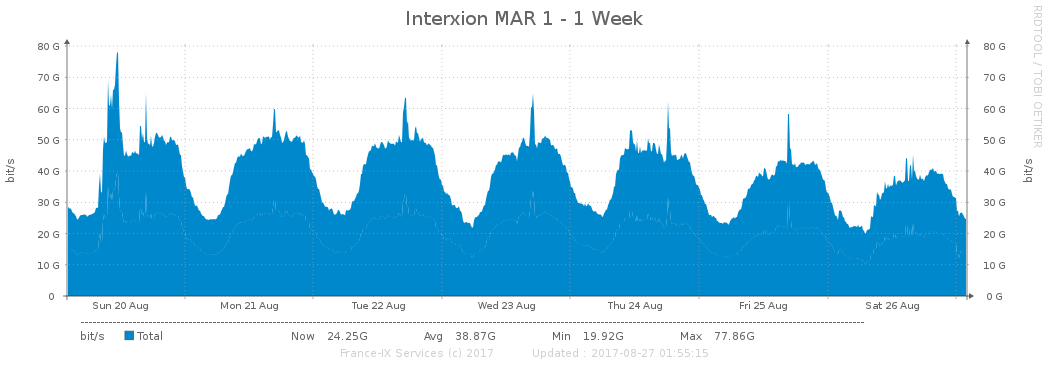 Interxion MAR 1 - 1 Week
RRDTOOL / TOBI OETIKER
80 G 80 G
70 G 70 G
60 G 60 G
50 G 50 G
40 G 40 G
30 G 30 G
20 G 20 G
10 G 10 G
0 0 G
bit/s
bit/s
Sun 20 Aug Mon 21 Aug Tue 22 Aug Wed 23 Aug Thu 24 Aug Fri 25 Aug Sat 26 Aug
bit/s Total Now 24.25G Avg 38.87G Min 19.92G Max 77.86G
France-IX Services (c) 2017 Updated : 2017-08-27 01:55:15